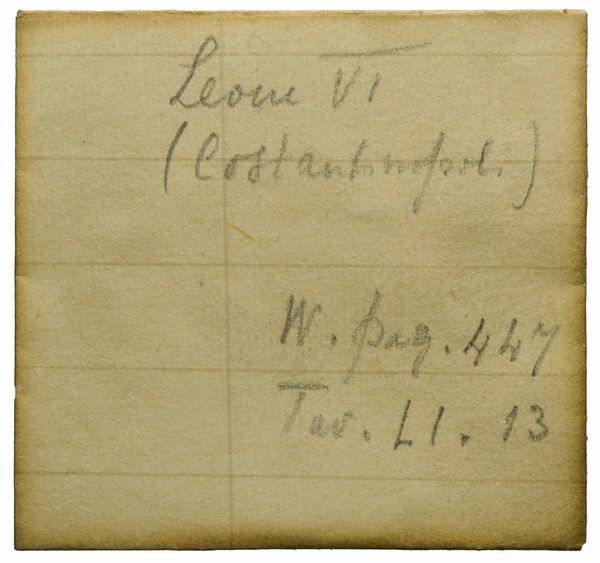 Leone VI
(Costantinopoli)
W. pag. 447
Tav. LI. 13